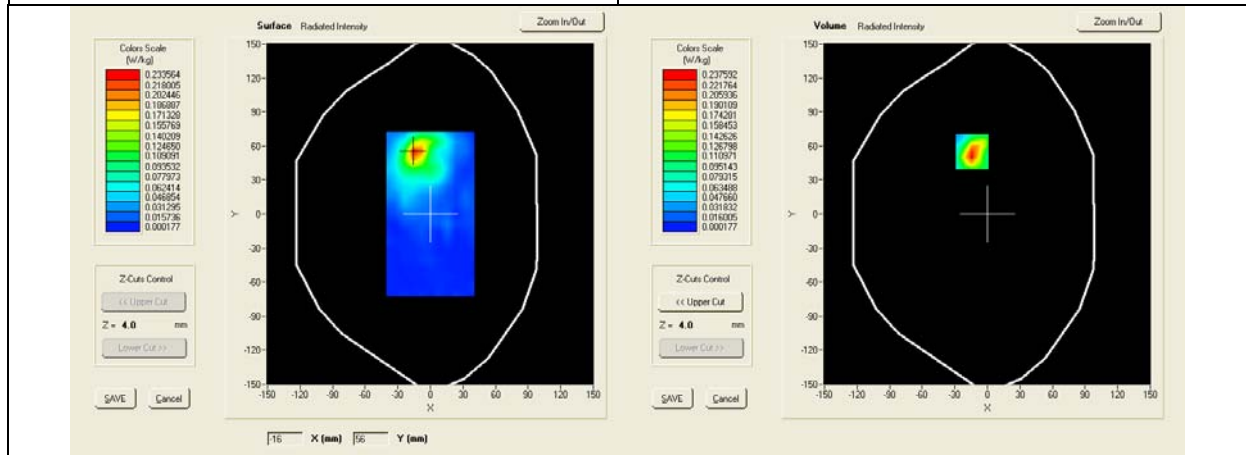 Surface Radiated Intensity
Zoom In/Out
Colors Scale
(W/kg)
0.233564
0.218005
0.202446
0.186887
0.171328
0.155769
0.140209
0.124650
0.109091
0.093532
0.077973
0.062414
0.046854
0.031295
0.015736
0.000177
Z-Cuts Control
<< Upper Cut
Z = 4.0 mm
Lower Cut >>
SAVE Cancel
Y
150
120
90
60
30
0
-30
-60
-90
-120
-150
-150 -120 -90 -60 -30 0 30 60 90 120 150
X
-16 X (mm) 56 Y (mm)
Volume Radiated Intensity
Zoom In/Out
Colors Scale
(W/kg)
0.237592
0.221764
0.205936
0.190109
0.174281
0.158453
0.142626
0.126798
0.110971
0.095143
0.079315
0.063488
0.047660
0.031832
0.016005
0.000177
Z-Cuts Control
<< Upper Cut
Z = 4.0 mm
Lower Cut >>
SAVE Cancel
Y
150
120
90
60
30
0
-30
-60
-90
-120
-150
-150 -120 -90 -60 -30 0 30 60 90 120 150
X